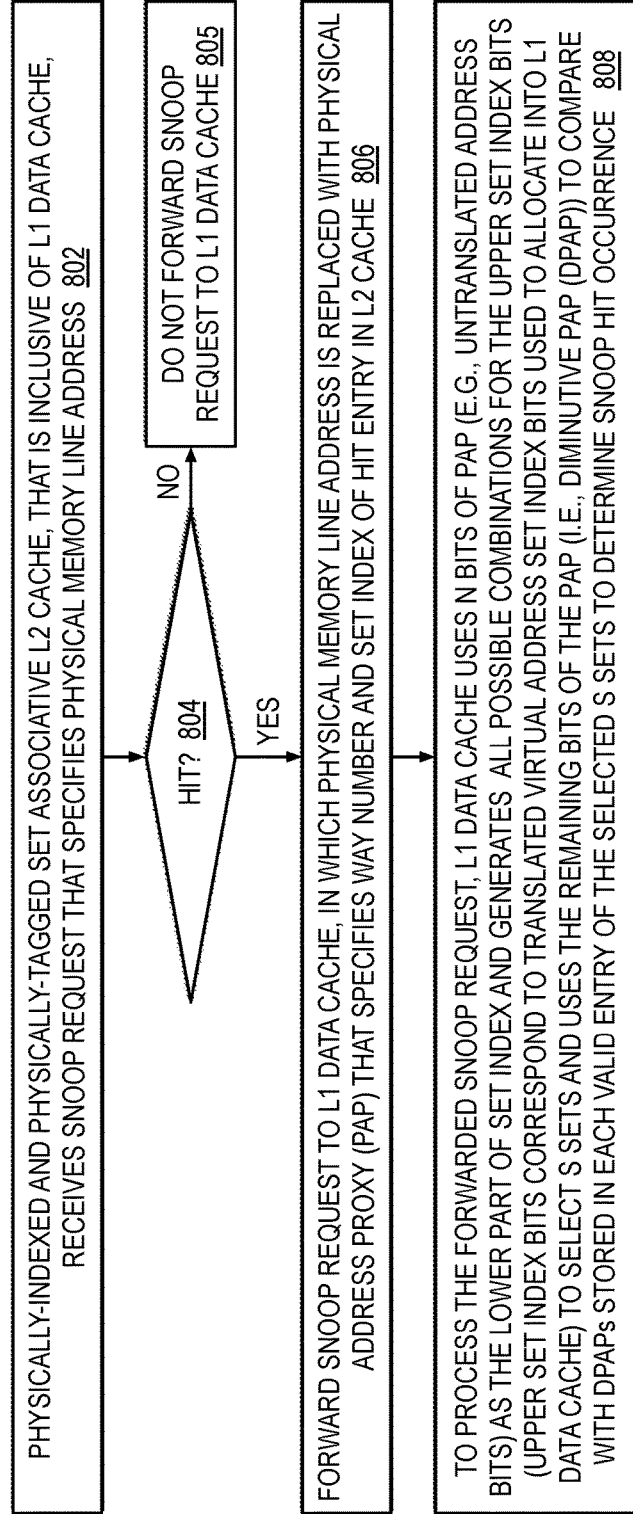 PHYSICALLY-INDEXED AND PHYSICALLY-TAGGED SET ASSOCIATIVE L2 CACHE, THAT IS INCLUSIVE OF L1 DATA CACHE,
RECEIVES SNOOP REQUEST THAT SPECIFIES PHYSICAL MEMORY LINE ADDRESS 802
HIT? 804
NO
DO NOT FORWARD SNOOP
REQUEST TO L1 DATA CACHE 805
YES
FORWARD SNOOP REQUEST TO L1 DATA CACHE, IN WHICH PHYSICAL MEMORY LINE ADDRESS IS REPLACED WITH PHYSICAL
ADDRESS PROXY (PAP) THAT SPECIFIES WAY NUMBER AND SET INDEX OF HIT ENTRY IN L2 CACHE 806
TO PROCESS THE FORWARDED SNOOP REQUEST, L1 DATA CACHE USES N BITS OF PAP (E.G., UNTRANSLATED ADDRESS
BITS) AS THE LOWER PART OF SET INDEX AND GENERATES ALL POSSIBLE COMBINATIONS FOR THE UPPER SET INDEX BITS
(UPPER SET INDEX BITS CORRESPOND TO TRANSLATED VIRTUAL ADDRESS SET INDEX BITS USED TO ALLOCATE INTO L1
DATA CACHE) TO SELECT S SETS AND USES THE REMAINING BITS OF THE PAP (I.E., DIMINUTIVE PAP (DPAP)) TO COMPARE
WITH DPAPs STORED IN EACH VALID ENTRY OF THE SELECTED S SETS TO DETERMINE SNOOP HIT OCCURRENCE 808